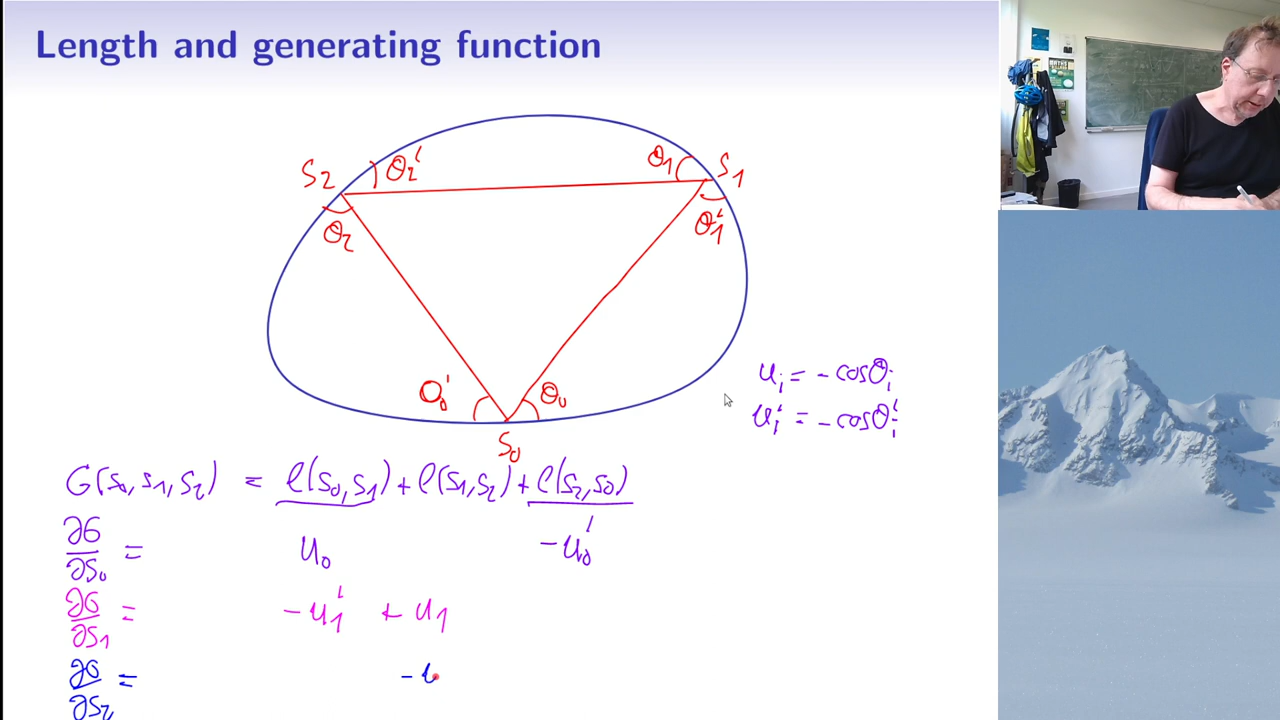 Length and generating function
S2 θ2' θ1 S1
θ2 θ1'
θ0' θ0
S0
ui = - cosθi
ui' = - cosθi'
G(s0,s1,s2) = ℓ(s0,s1) + ℓ(s1,s2) + ℓ(s2,s0)
∂G/∂s0 = u0 - u0'
∂G/∂s1 = - u1' + u1
∂G/∂s2 = -